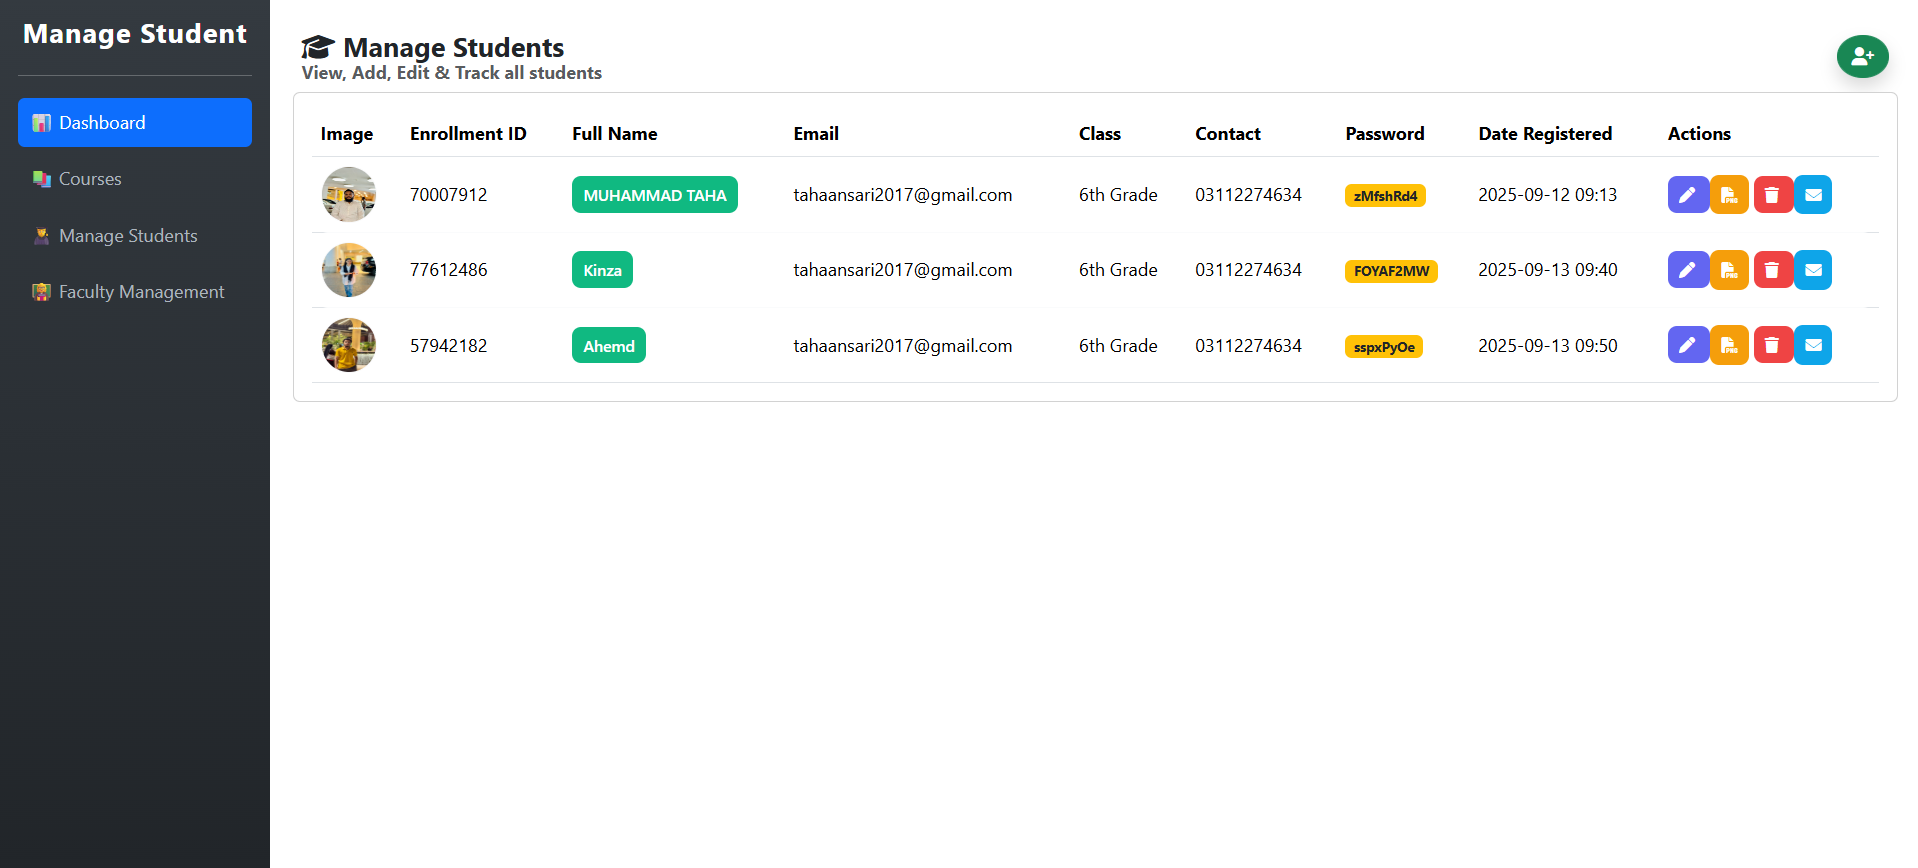 Manage Student
Dashboard
Courses
Manage Students
Faculty Management
Manage Students
View, Add, Edit & Track all students
Image Enrollment ID Full Name Email Class Contact Password Date Registered Actions
70007912 MUHAMMAD TAHA tahaansari2017@gmail.com 6th Grade 03112274634 zMfshRd4 2025-09-12 09:13
77612486 Kinza tahaansari2017@gmail.com 6th Grade 03112274634 FOYAF2MW 2025-09-13 09:40
57942182 Ahemd tahaansari2017@gmail.com 6th Grade 03112274634 sspxPyOe 2025-09-13 09:50